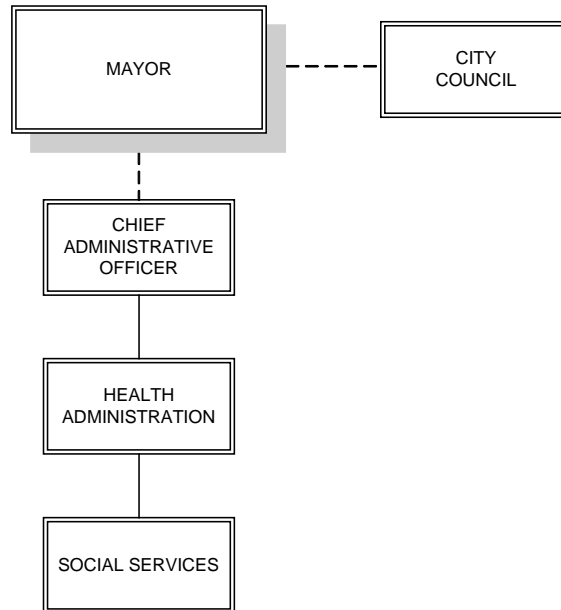 MAYOR
CITY
COUNCIL
CHIEF
ADMINISTRATIVE
OFFICER
HEALTH
ADMINISTRATION
SOCIAL SERVICES